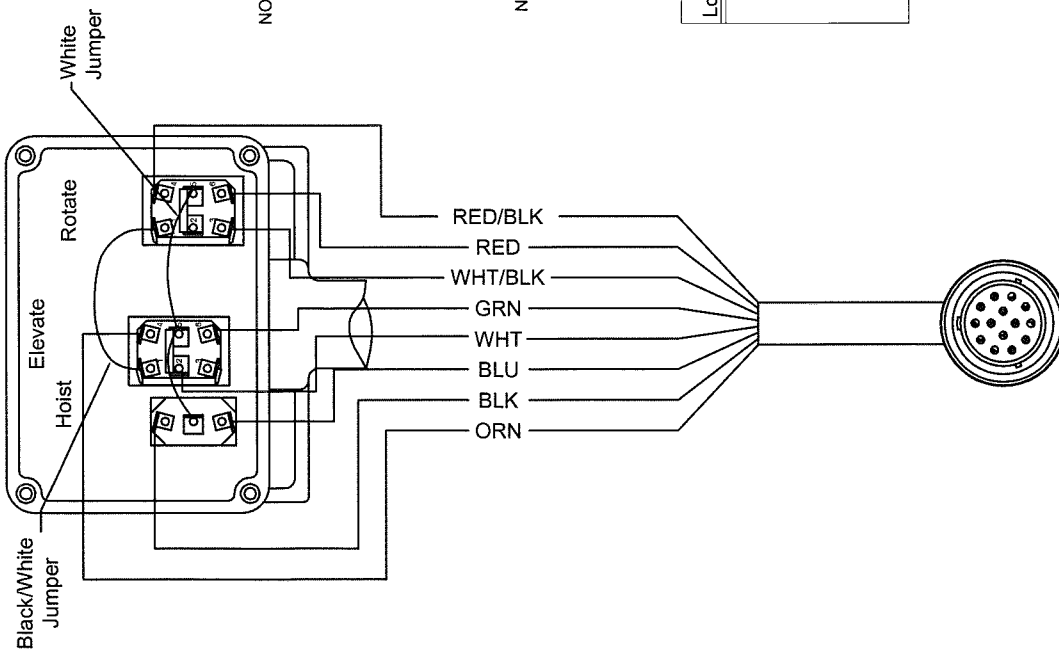 White
Jumper
Rotate
Elevate
Hoist
Black/White
Jumper
RED/BLK
RED
WHT/BLK
GRN
WHT
BLU
BLK
ORN
NO
N
Lo